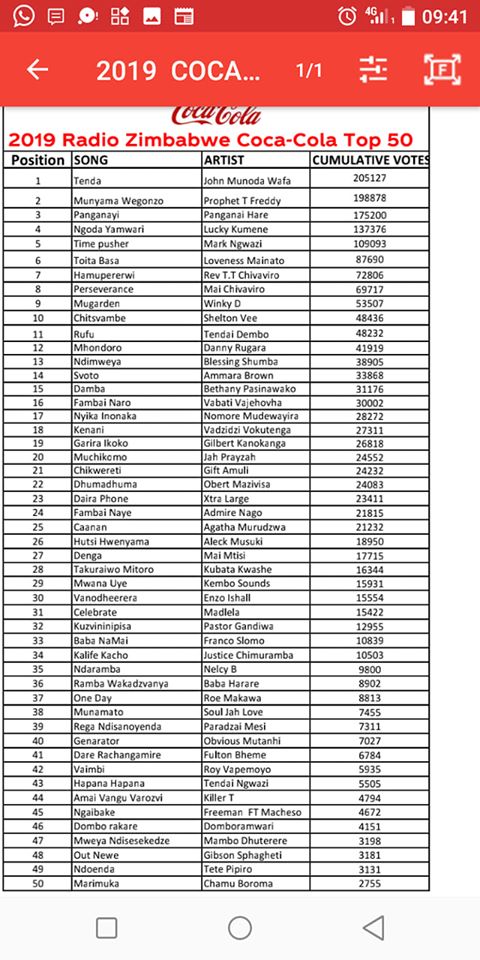 09:41
4G
1
2019 COCA...
1/1
F
Coca-Cola
2019 Radio Zimbabwe Coca-Cola Top 50
Position SONG ARTIST CUMULATIVE VOTES
1 Tenda John Munoda Wafa 205127
2 Munyama Wegonzo Prophet T Freddy 198878
3 Panganayi Panganai Hare 175200
4 Ngoda Yamwari Lucky Kumene 137376
5 Time pusher Mark Ngwazi 109093
6 Toita Basa Loveness Mainato 87690
7 Hamupererwi Rev T.T Chivaviro 72806
8 Perseverance Mai Chivaviro 69717
9 Mugarden Winky D 53507
10 Chitsvambe Shelton Vee 48436
11 Rufu Tendai Dembo 48232
12 Mhondoro Danny Rugara 41919
13 Ndimweya Blessing Shumba 38905
14 Svoto Ammara Brown 33868
15 Damba Bethany Pasinawako 31176
16 Fambai Naro Vabati Vajehovha 30002
17 Nyika Inonaka Nomore Mudewayira 28272
18 Kenani Vadzidzi Vokutenga 27311
19 Garira Ikoko Gilbert Kanokanga 26818
20 Muchikomo Jah Prayzah 24552
21 Chikwereti Gift Amuli 24232
22 Dhumadhuma Obert Mazivisa 24083
23 Daira Phone Xtra Large 23411
24 Fambai Naye Admire Nago 21815
25 Caanan Agatha Murudzwa 21232
26 Hutsi Hwenyama Aleck Musuki 18950
27 Denga Mai Mtisi 17715
28 Takuraiwo Mitoro Kubata Kwashe 16344
29 Mwana Uye Kembo Sounds 15931
30 Vanodheerera Enzo Ishall 15554
31 Celebrate Madlela 15422
32 Kuzvininipisa Pastor Gandiwa 12955
33 Baba NaMai Franco Slomo 10839
34 Kalife Kacho Justice Chimuramba 10503
35 Ndaramba Nelcy B 9800
36 Ramba Wakadzvanya Baba Harare 8902
37 One Day Roe Makawa 8813
38 Munamato Soul Jah Love 7455
39 Rega Ndisanoyenda Paradzai Mesi 7311
40 Genarator Obvious Mutanhi 7027
41 Dare Rachangamire Fulton Bheme 6784
42 Vaimbi Roy Vapemoyo 5935
43 Hapana Hapana Tendai Ngwazi 5505
44 Amai Vangu Varozvi Killer T 4794
45 Ngaibake Freeman FT Macheso 4672
46 Dombo rakare Domboramwari 4151
47 Mweya Ndisesekedze Mambo Dhuterere 3198
48 Out Newe Gibson Sphagheti 3181
49 Ndoenda Tete Pipiro 3131
50 Marimuka Chamu Boroma 2755